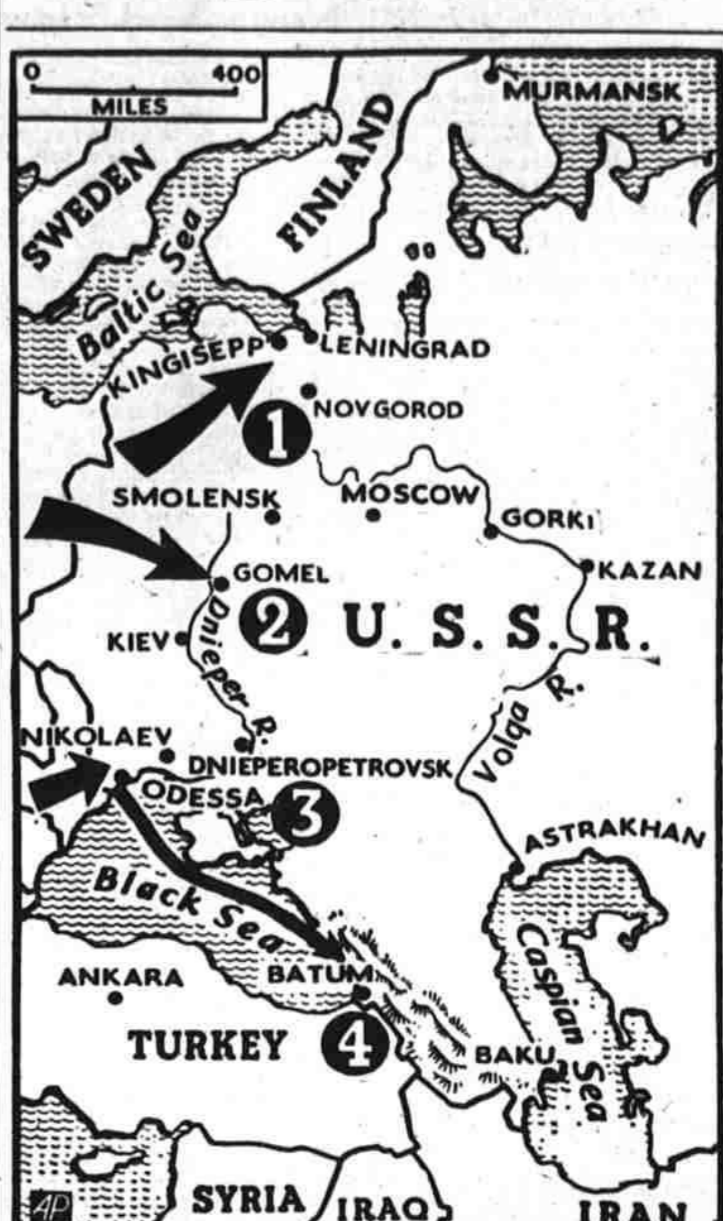 0 400
MILES
MURMANSK
SWEDEN
FINLAND
Baltic Sea
KINGISEPP
LENINGRAD
NOVGOROD
1
SMOLENSK
MOSCOW
GORKI
GOMEL
KAZAN
2
U. S. S. R.
KIEV
Dnieper R.
Volga R.
NIKOLAEV
DNIEPEROPETROVSK
ODESSA
3
ASTRAKHAN
Black Sea
Caspian Sea
ANKARA
BATUM
TURKEY
4
BAKU
AP
SYRIA
IRAQ
IRAN